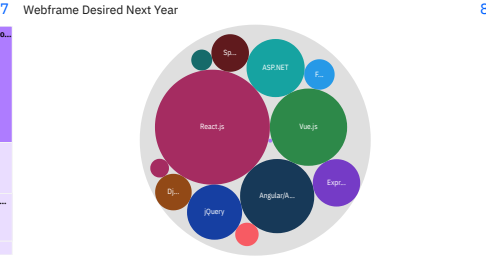 7 Webframe Desired Next Year 8
o...
Sp...
ASP.NET
F...
React.js
Vue.js
Dj...
Expr...
Angular/A...
jQuery
...